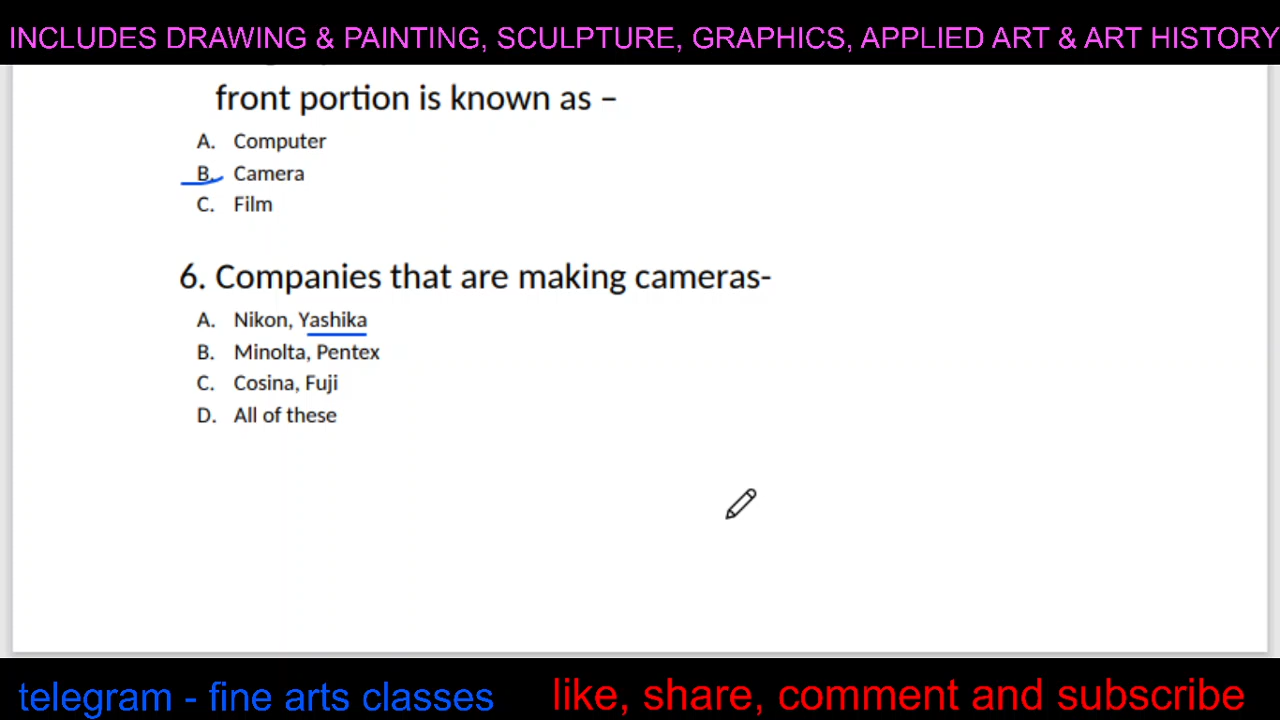 INCLUDES DRAWING & PAINTING, SCULPTURE, GRAPHICS, APPLIED ART & ART HISTORY
front portion is known as –
A. Computer
B. Camera
C. Film
6. Companies that are making cameras-
A. Nikon, Yashika
B. Minolta, Pentex
C. Cosina, Fuji
D. All of these
telegram - fine arts classes
like, share, comment and subscribe